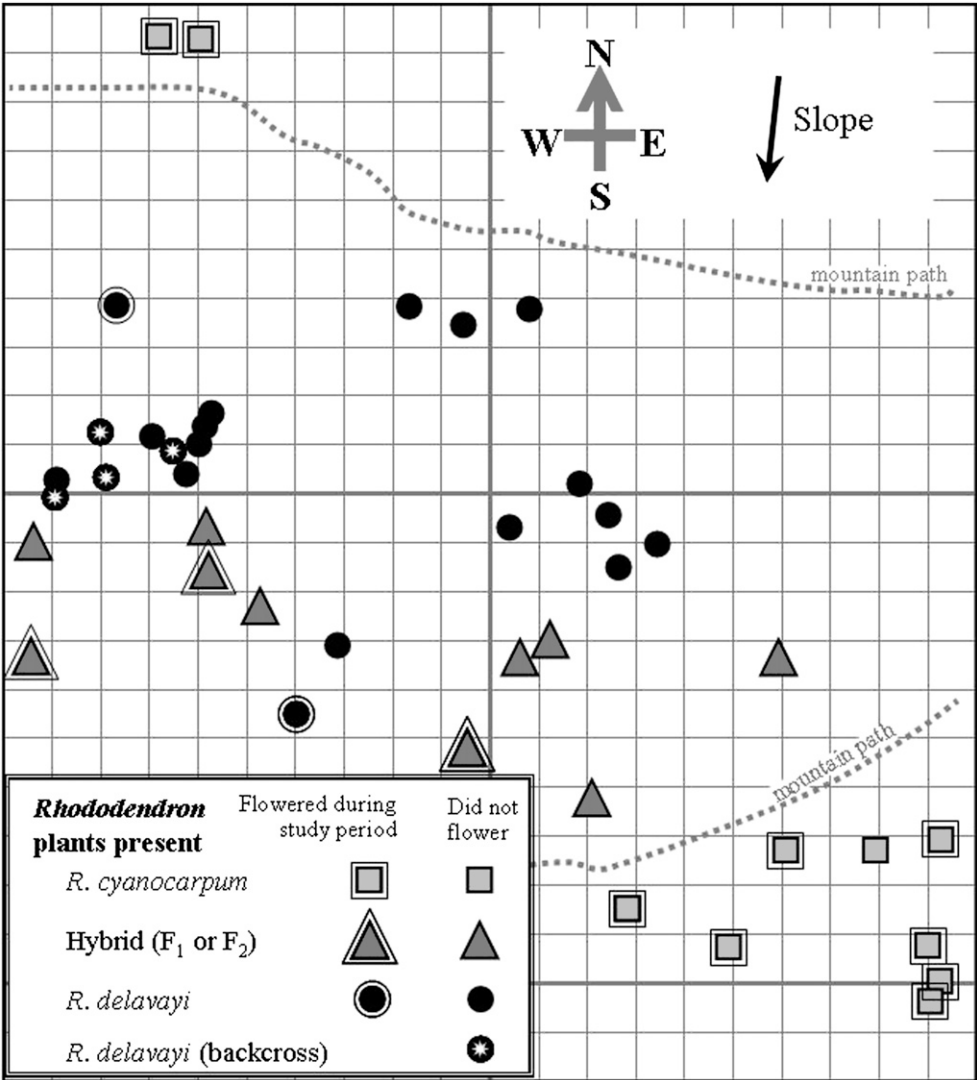 N
W E
S
Slope
mountain path
mountain path
Rhododendron
plants present
Flowered during
study period
Did not
flower
R. cyanocarpum
Hybrid (F₁ or F₂)
R. delavayi
R. delavayi (backcross)